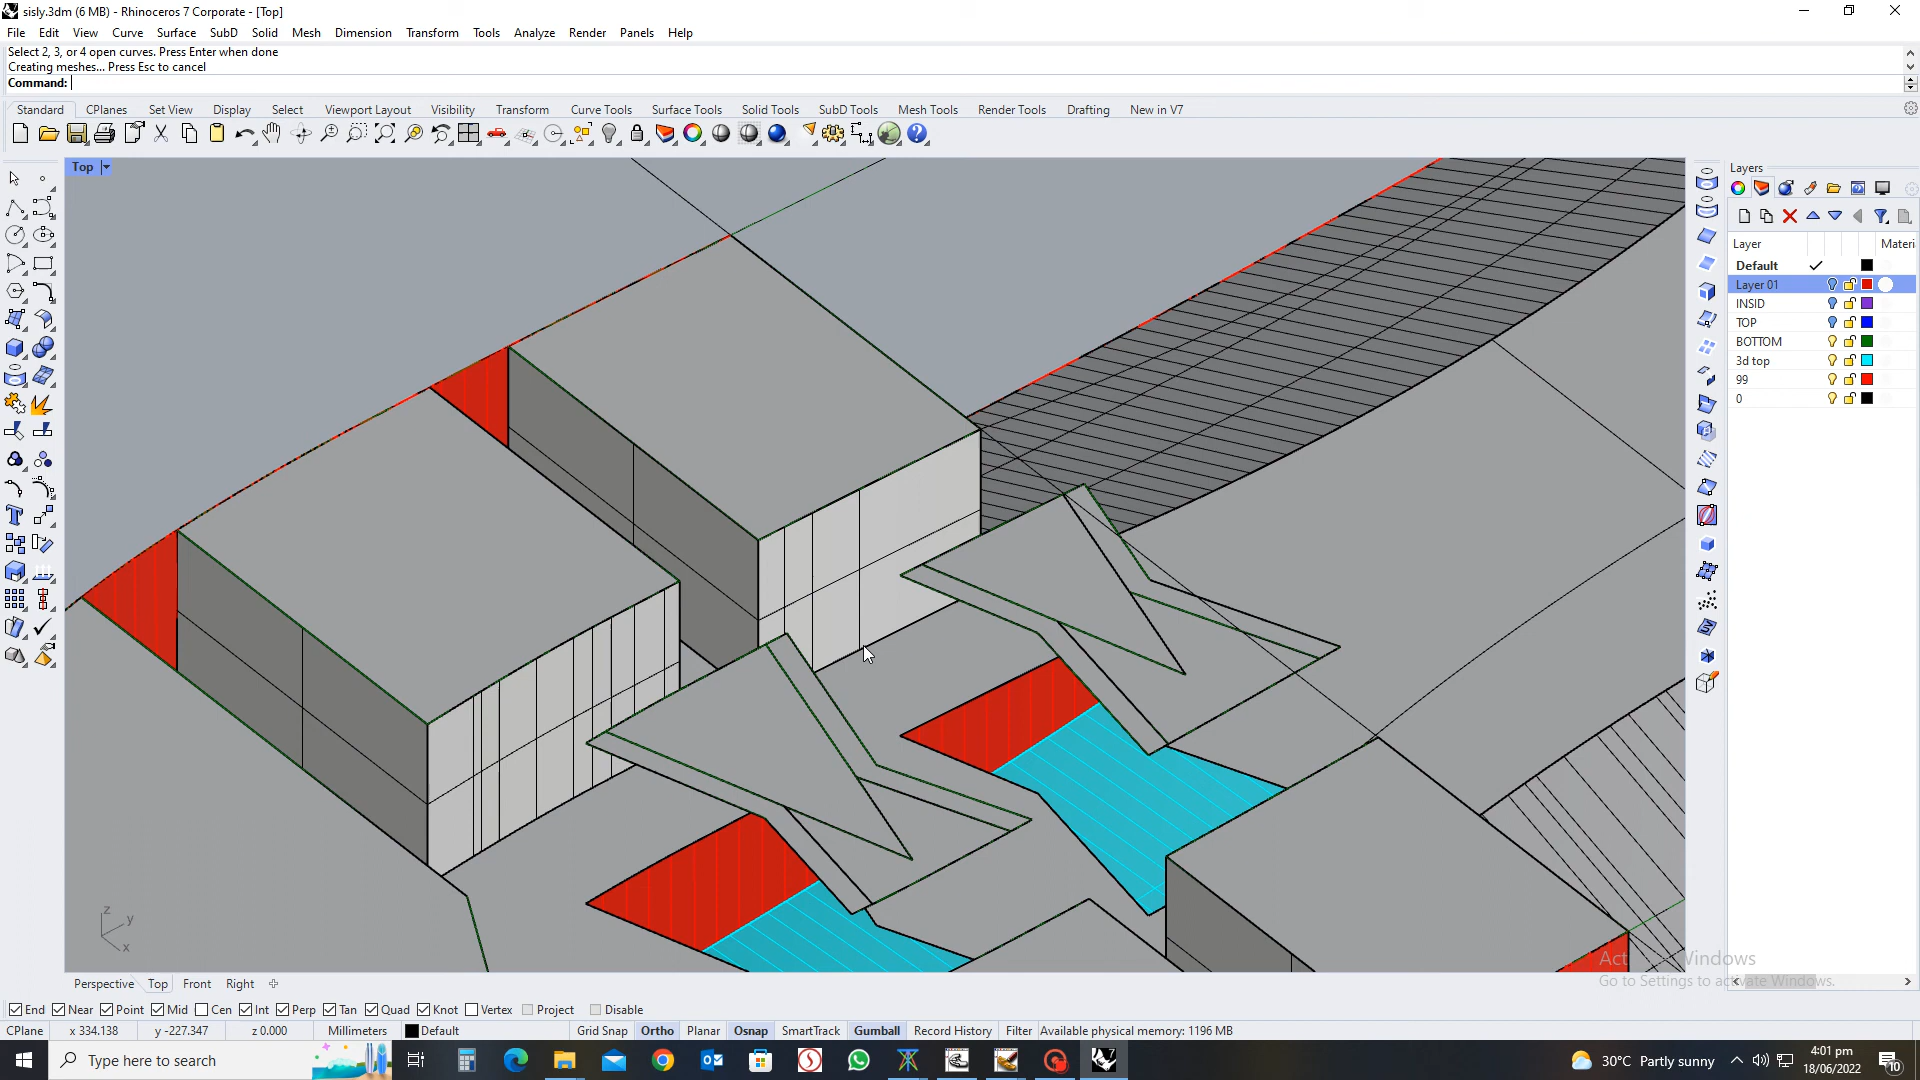 sisly.3dm (6 MB) - Rhinoceros 7 Corporate - [Top]
File Edit View Curve Surface SubD Solid Mesh Dimension Transform Tools Analyze Render Panels Help
Select 2, 3, or 4 open curves. Press Enter when done
Creating meshes... Press Esc to cancel
Command:
Standard CPlanes Set View Display Select Viewport Layout Visibility Transform Curve Tools Surface Tools Solid Tools SubD Tools Mesh Tools Render Tools Drafting New in V7
Top
Layers
Layer Materi
Default
Layer 01
INSID
TOP
BOTTOM
3d top
99
0
z
y
x
Activate Windows
Go to Settings to activate Windows.
Perspective Top Front Right
End Near Point Mid Cen Int Perp Tan Quad Knot Vertex Project Disable
CPlane x 334.138 y -227.347 z 0.000 Millimeters Default Grid Snap Ortho Planar Osnap SmartTrack Gumball Record History Filter Available physical memory: 1196 MB
Type here to search
30°C Partly sunny
4:01 pm
18/06/2022
10